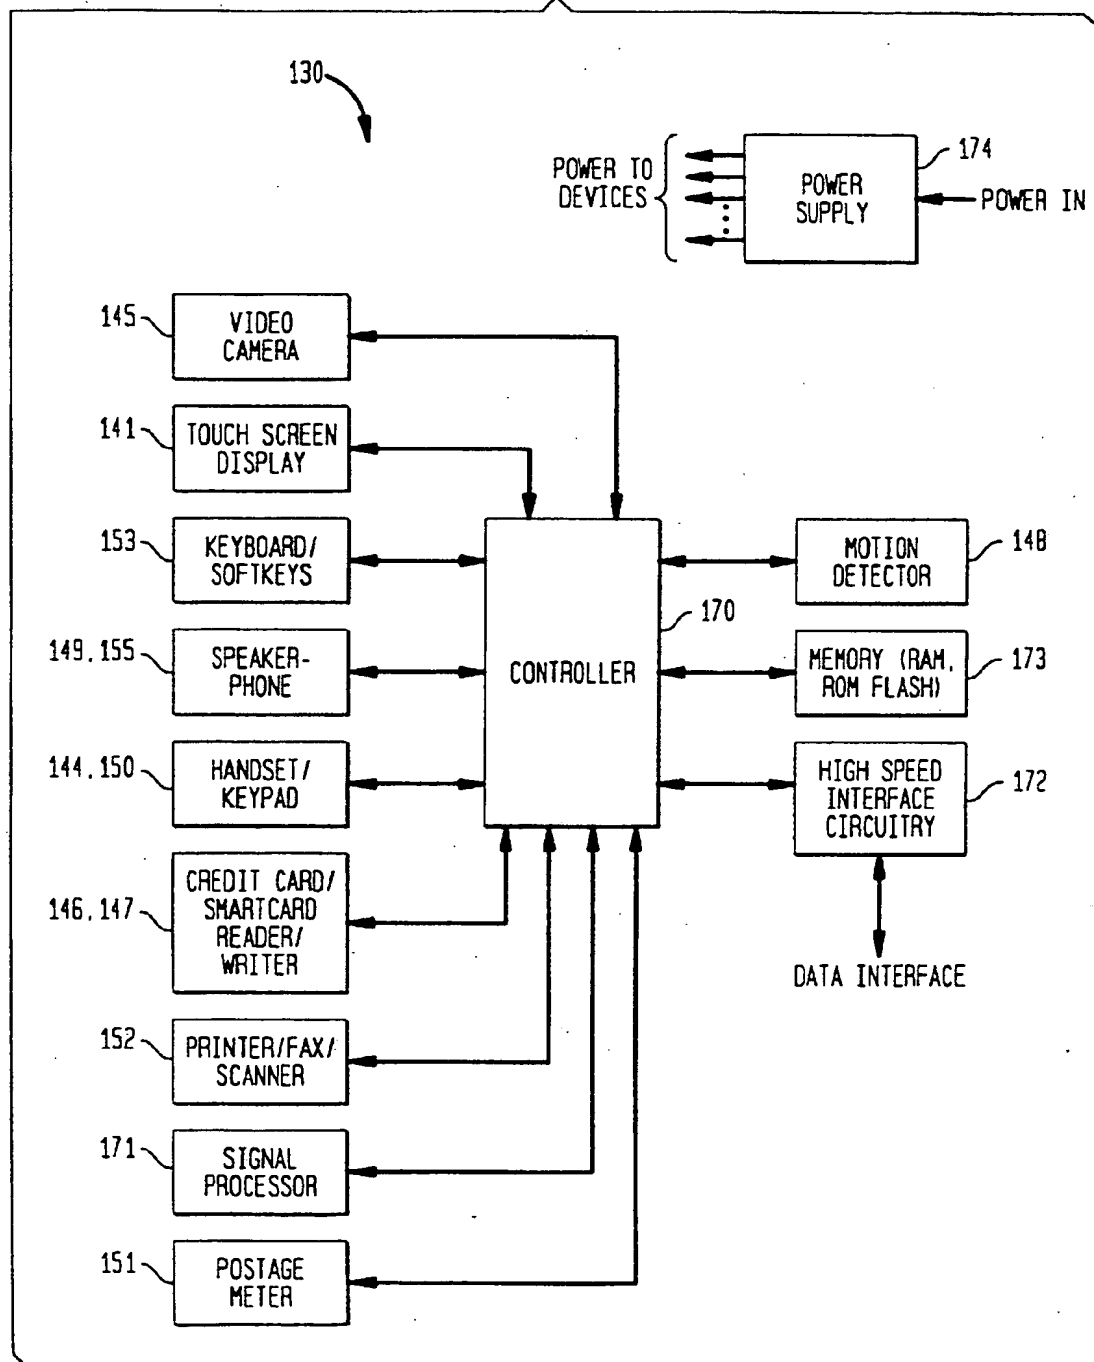 130
POWER TO
DEVICES
POWER
SUPPLY
174
POWER IN
145
VIDEO
CAMERA
141
TOUCH SCREEN
DISPLAY
153
KEYBOARD/
SOFTKEYS
149,155
SPEAKER-
PHONE
144,150
HANDSET/
KEYPAD
146,147
CREDIT CARD/
SMARTCARD
READER/
WRITER
152
PRINTER/FAX/
SCANNER
171
SIGNAL
PROCESSOR
151
POSTAGE
METER
CONTROLLER
170
MOTION
DETECTOR
148
MEMORY (RAM,
ROM FLASH)
173
HIGH SPEED
INTERFACE
CIRCUITRY
172
DATA INTERFACE